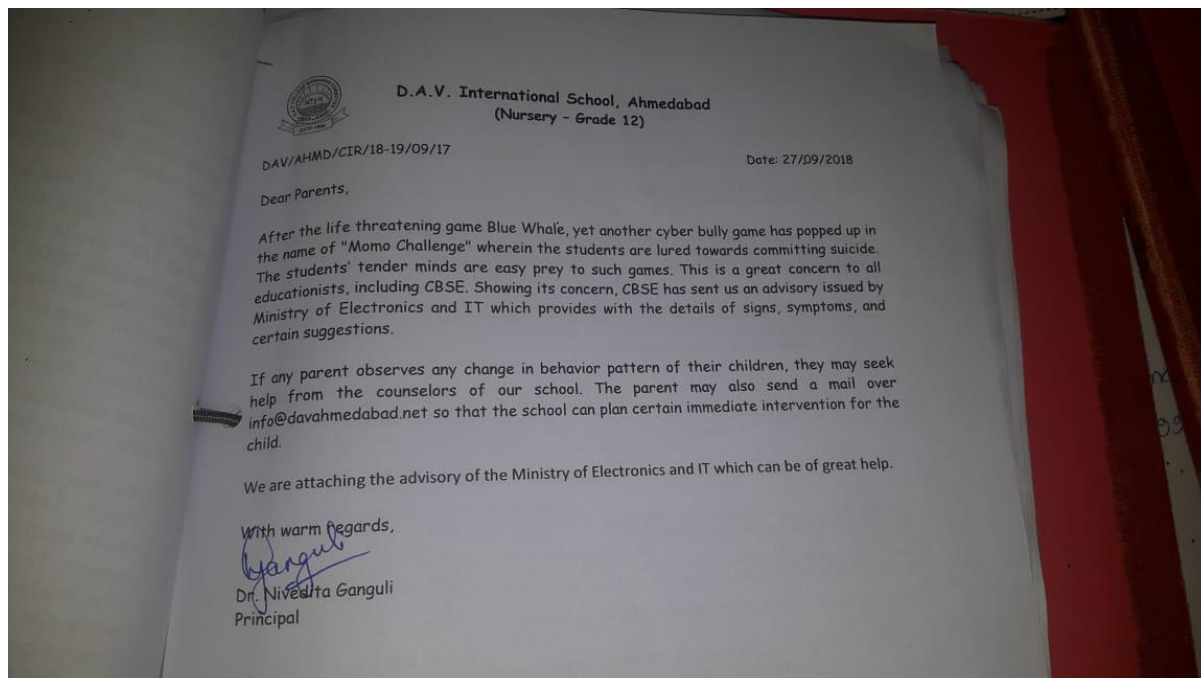 D.A.V. International School, Ahmedabad
(Nursery - Grade 12)
DAV/AHMD/CIR/18-19/09/17
Date: 27/09/2018
Dear Parents,
After the life threatening game Blue Whale, yet another cyber bully game has popped up in
the name of "Momo Challenge" wherein the students are lured towards committing suicide.
The students' tender minds are easy prey to such games. This is a great concern to all
educationists, including CBSE. Showing its concern, CBSE has sent us an advisory issued by
Ministry of Electronics and IT which provides with the details of signs, symptoms, and
certain suggestions.
If any parent observes any change in behavior pattern of their children, they may seek
help from the counselors of our school. The parent may also send a mail over
info@davahmedabad.net so that the school can plan certain immediate intervention for the
child.
We are attaching the advisory of the Ministry of Electronics and IT which can be of great help.
With warm regards,
Ganguli
Dr. Nivedita Ganguli
Principal